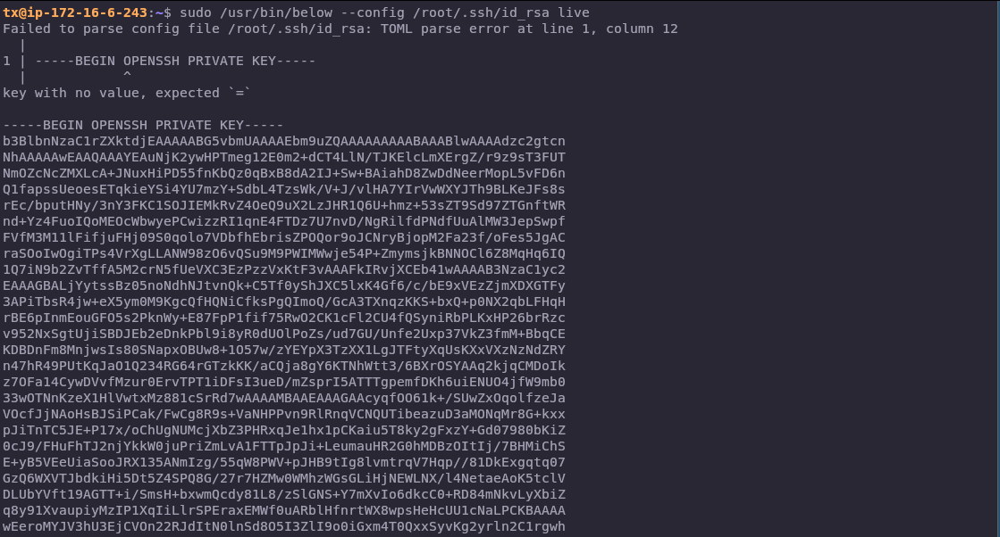 tx@ip-172-16-6-243:~$ sudo /usr/bin/below --config /root/.ssh/id_rsa live
Failed to parse config file /root/.ssh/id_rsa: TOML parse error at line 1, column 12
|
1 | -----BEGIN OPENSSH PRIVATE KEY-----
| ^
key with no value, expected `=`
-----BEGIN OPENSSH PRIVATE KEY-----
b3BlbnNzaC1rZXktdjEAAAAABG5vbmUAAAAEbm9uZQAAAAAAAAABAAABlwAAAAdzc2gtcn
NhAAAAAwEAAQAAAYEAuNjK2ywHPTmeg12E0m2+dCT4LlN/TJKElcLmXErgZ/r9z9sT3FUT
NmOZcNcZMXLcA+JNuxHiPD55fnKbQz0qBxB8dA2IJ+Sw+BAiahD8ZwDdNeerMopL5vFD6n
Q1fapssUeoesETqkieYSi4YU7mzY+SdbL4TzsWk/V+J/vlHA7YIrVwWXYJTh9BLKeJFs8s
rEc/bputHNy/3nY3FKC1SOJIEMkRvZ4OeQ9uX2LzJHR1Q6U+hmz+53sZT9Sd97ZTGnftWR
nd+Yz4FuoIQoMEOcWbwyePCwizzRI1qnE4FTDz7U7nvD/NgRilfdPNdfUuAlMW3JepSwpf
FVfM3M11lFifjuFHj09S0qolo7VDbfhEbrisZPOQor9oJCNryBjopM2Fa23f/oFes5JgAC
raSOoIwOgiTPs4VrXgLLANW98zO6vQSu9M9PWIMWwje54P+ZmymsjkBNNOCl6Z8MqHq6IQ
1Q7iN9b2ZvTffA5M2crN5fUeVXC3EzPzzVxKtF3vAAAFkIRvjXCEb41wAAAAB3NzaC1yc2
EAAAGBALjYytssBz05noNdhNJtvnQk+C5Tf0yShJXC5lxK4Gf6/c/bE9xVEzZjmXDXGTFy
3APiTbsR4jw+eX5ym0M9KgcQfHQNiCfksPgQImoQ/GcA3TXnqzKKS+bxQ+p0NX2qbLFHqH
rBE6pInmEouGFO5s2PknWy+E87FpP1fif75RwO2CK1cFl2CU4fQSyniRbPLKxHP26brRzc
v952NxSgtUjiSBDJEb2eDnkPbl9i8yR0dUOlPoZs/ud7GU/Unfe2Uxp37VkZ3fmM+BbqCE
KDBDnFm8MnjwsIs80SNapxOBUw8+1O57w/zYEYpX3TzXX1LgJTFtyXqUsKXxVXzNzNdZRY
n47hR49PUtKqJaO1Q234RG64rGTzkKK/aCQja8gY6KTNhWtt3/6BXrOSYAAq2kjqCMDoIk
z7OFa14CywDVvfMzur0ErvTPT1iDFsI3ueD/mZsprI5ATTTgpemfDKh6uiENUO4jfW9mb0
33wOTNnKzeX1HlVwtxMz881cSrRd7wAAAAMBAAEAAAGAAcyqfOO61k+/SUwZxOqolfzeJa
VOcfJjNAoHsBJSiPCak/FwCg8R9s+VaNHPPvn9RlRnqVCNQUTibeazuD3aMONqMr8G+kxx
pJiTnTC5JE+P17x/oChUgNUMcjXbZ3PHRxqJe1hx1pCKaiu5T8ky2gFxzY+Gd07980bKiZ
0cJ9/FHuFhTJ2njYkkW0juPriZmLvA1FTTpJpJi+LeumauHR2G0hMDBzOItIj/7BHMiChS
E+yB5VEeUiaSooJRX135ANmIzg/55qW8PWV+pJHB9tIg8lvmtrqV7Hqp//81DkExgqtq07
GzQ6WXVTJbdkiHi5Dt5Z4SPQ8G/27r7HZMw0WMhzWGsGLiHjNEWLNX/l4NetaeAoK5tclV
DLUbYVft19AGTT+i/SmsH+bxwmQcdy81L8/zSlGNS+Y7mXvIo6dkcC0+RD84mNkvLyXbiZ
q8y91XvaupiyMzIP1XqIiLlrSPEraxEMWf0uARblHfnrtWX8wpsHeHcUU1cNaLPCKBAAAA
wEeroMYJV3hU3EjCVOn22RJdItN0lnSd8O5I3ZlI9o0iGxm4T0QxxSyvKg2yrln2C1rgwh